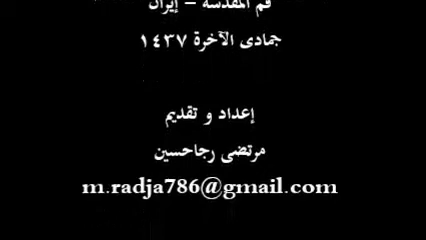 قم المقدسة – إيران
جمادى الآخرة ١٤٣٧
إعداد و تقديم
مرتضى رجاحسين
m.radja786@gmail.com